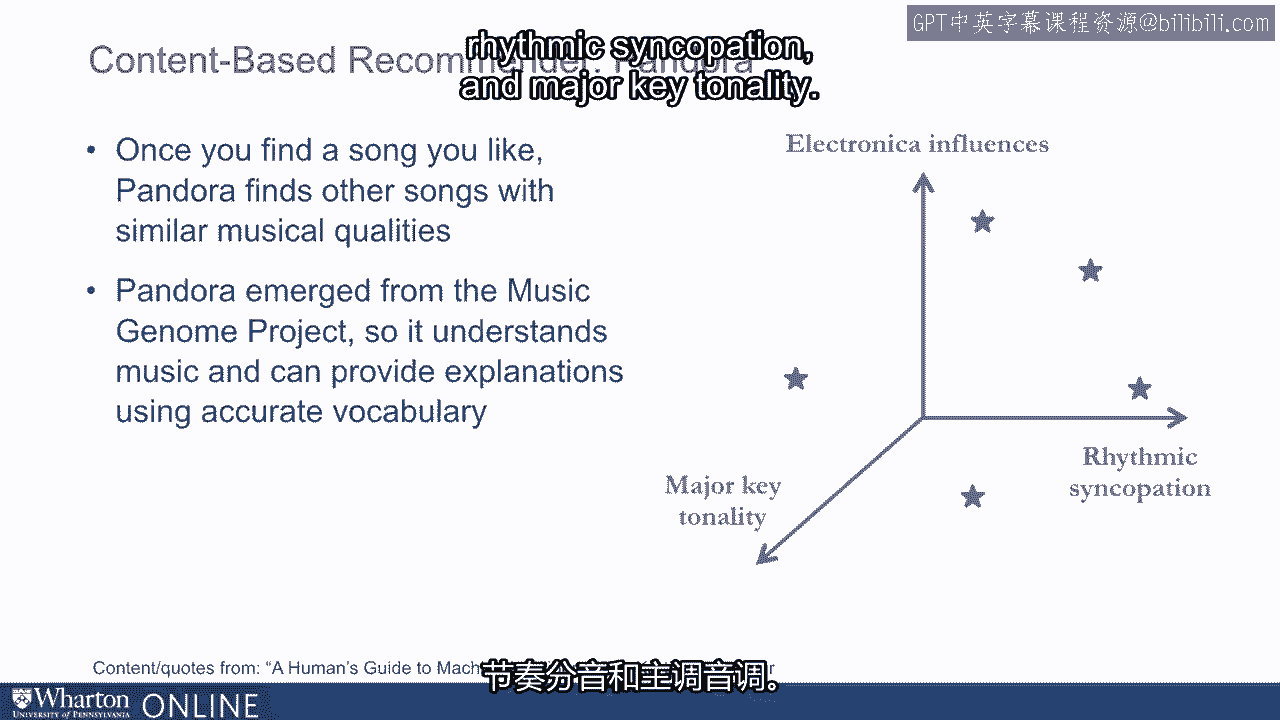 GPT中英字幕课程资源@bilibili.com
rhythmic syncopation,
and major key tonality.
Content-Based Recommender: Pandora
• Once you find a song you like,
Pandora finds other songs with
similar musical qualities
• Pandora emerged from the Music
Genome Project, so it understands
music and can provide explanations
using accurate vocabulary
Electronica influences
Rhythmic
syncopation
Major key
tonality
Content/quotes from: "A Human's Guide to
节奏分音和主调音调。
Wharton
UNIVERSITY of PENNSYLVANIA
ONLINE